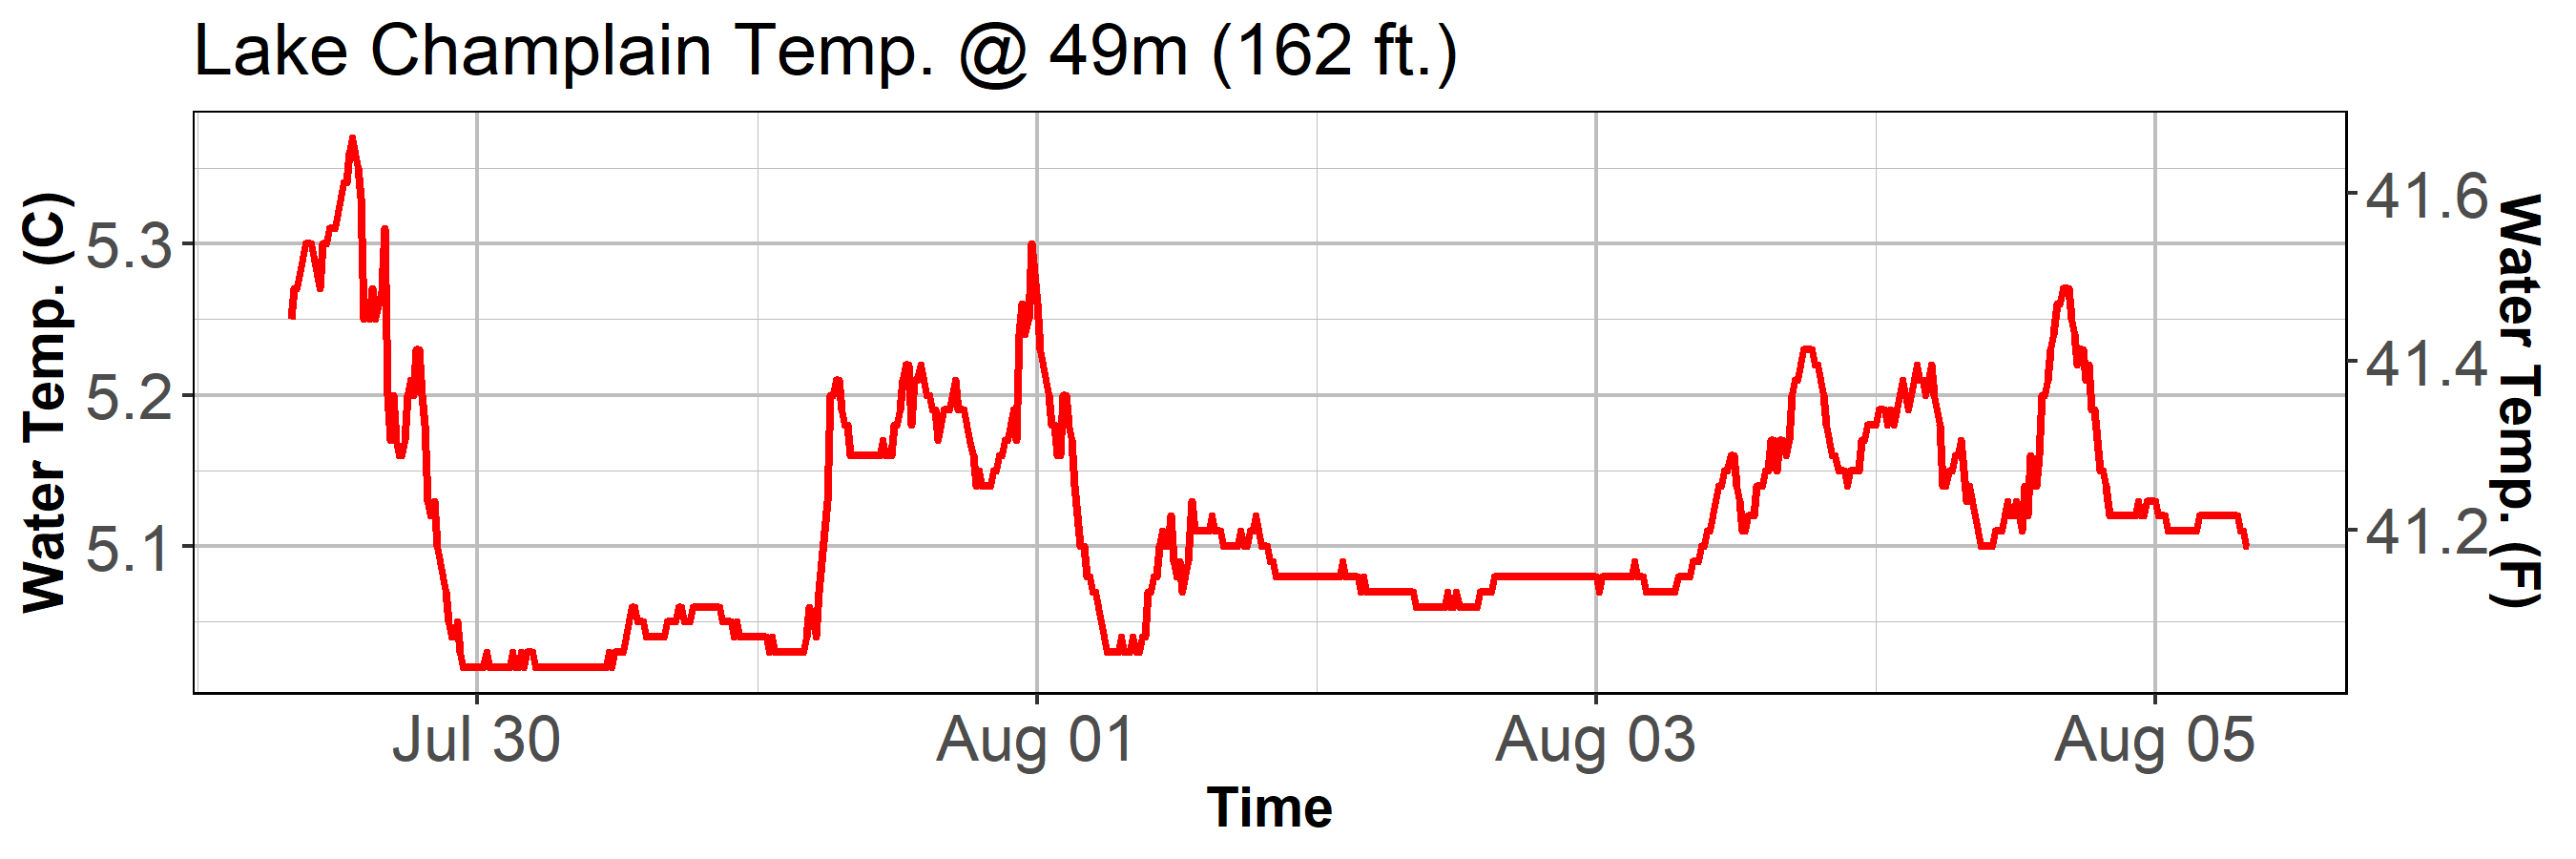 Lake Champlain Temp. @ 49m (162 ft.)
Water Temp. (C)
5.3
5.2
5.1
41.6
41.4
41.2
Water Temp. (F)
Jul 30
Aug 01
Aug 03
Aug 05
Time